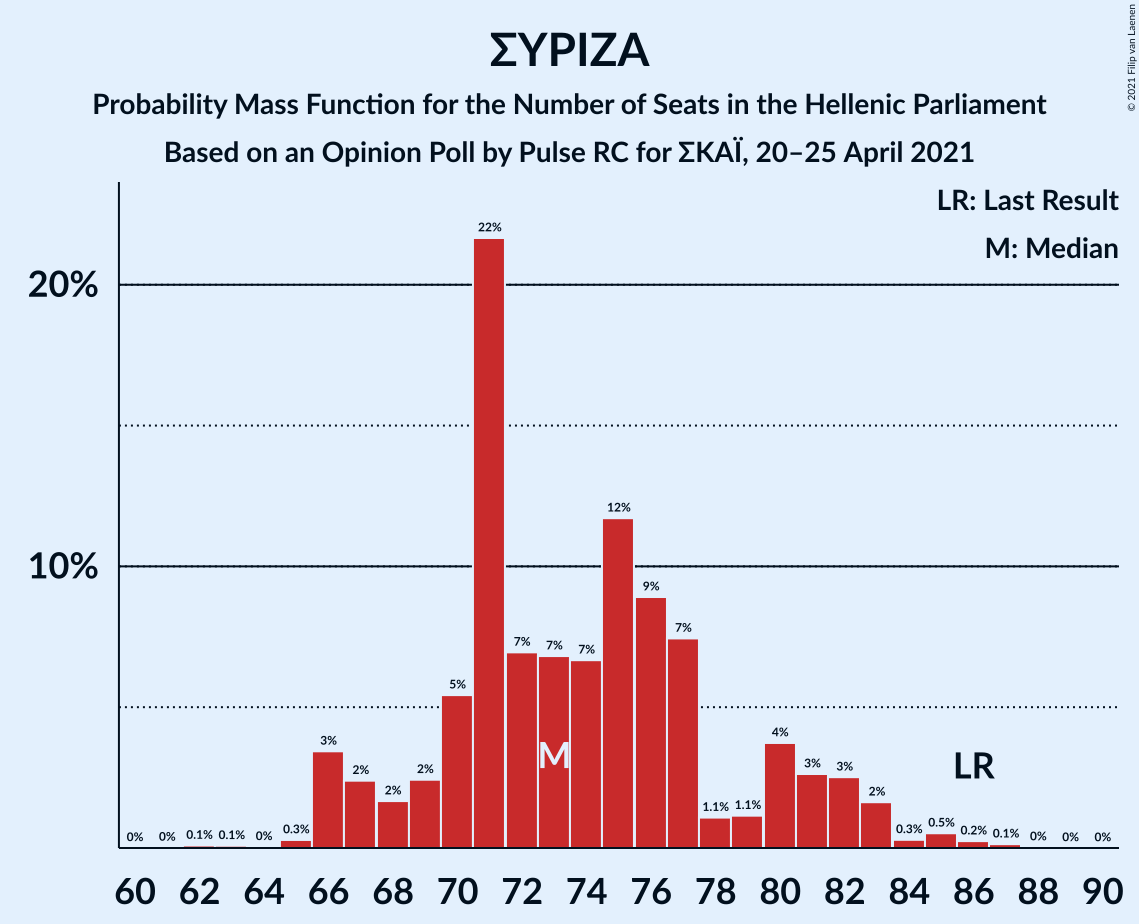 ΣΥΡΙΖΑ
Probability Mass Function for the Number of Seats in the Hellenic Parliament
Based on an Opinion Poll by Pulse RC for ΣΚΑΪ, 20–25 April 2021
© 2021 Filip van Laenen
LR: Last Result
M: Median
20%
10%
0% 0% 0.1% 0.1% 0% 0.3% 3% 2% 2% 2% 5% 22% 7% 7% 7% 12% 9% 7% 1.1% 1.1% 4% 3% 3% 2% 0.3% 0.5% 0.2% 0.1% 0% 0% 0%
M
LR
60 62 64 66 68 70 72 74 76 78 80 82 84 86 88 90